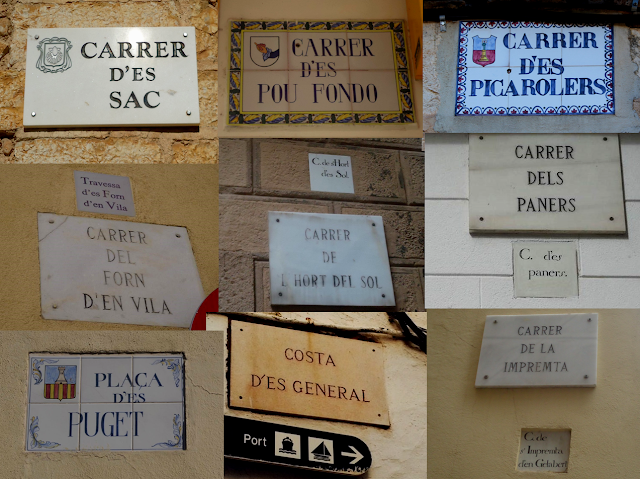 CARRER
D'ES
SAC
CARRER
D'ES
POU FONDO
CARRER
D'ES
PICAROLERS
Travessa
d'es Forn
d'en Vila
CARRER
DEL
FORN
D'EN VILA
C. de s'Hort
d'es Sol
CARRER
DE
L'HORT DEL SOL
CARRER
DELS
PANERS
C. d'es
paners.
PLAÇA
D'ES
PUGET
COSTA
D'ES GENERAL
Port
CARRER
DE LA
IMPREMTA
C. de
s'Impremta
d'en Gelabert